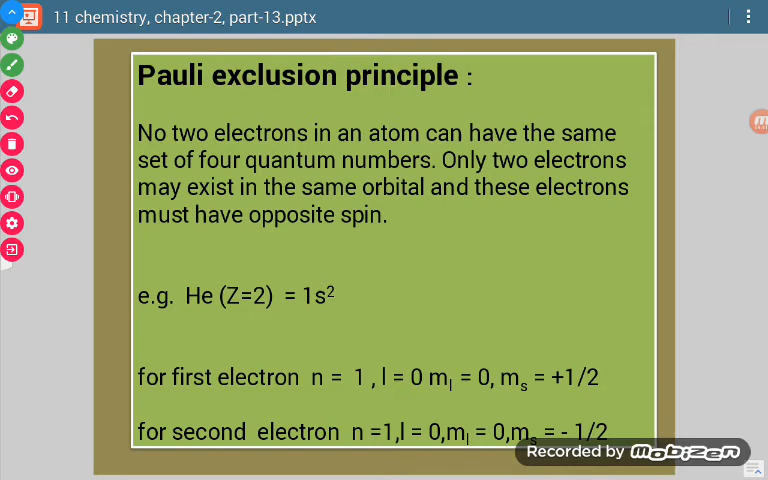 11 chemistry, chapter-2, part-13.pptx
Pauli exclusion principle :
No two electrons in an atom can have the same
set of four quantum numbers. Only two electrons
may exist in the same orbital and these electrons
must have opposite spin.
e.g. He (Z=2) = 1s²
for first electron n = 1 , l = 0 mₗ = 0, mₛ = +1/2
for second electron n =1,l = 0,mₗ = 0,mₛ = - 1/2
Recorded by mobizen